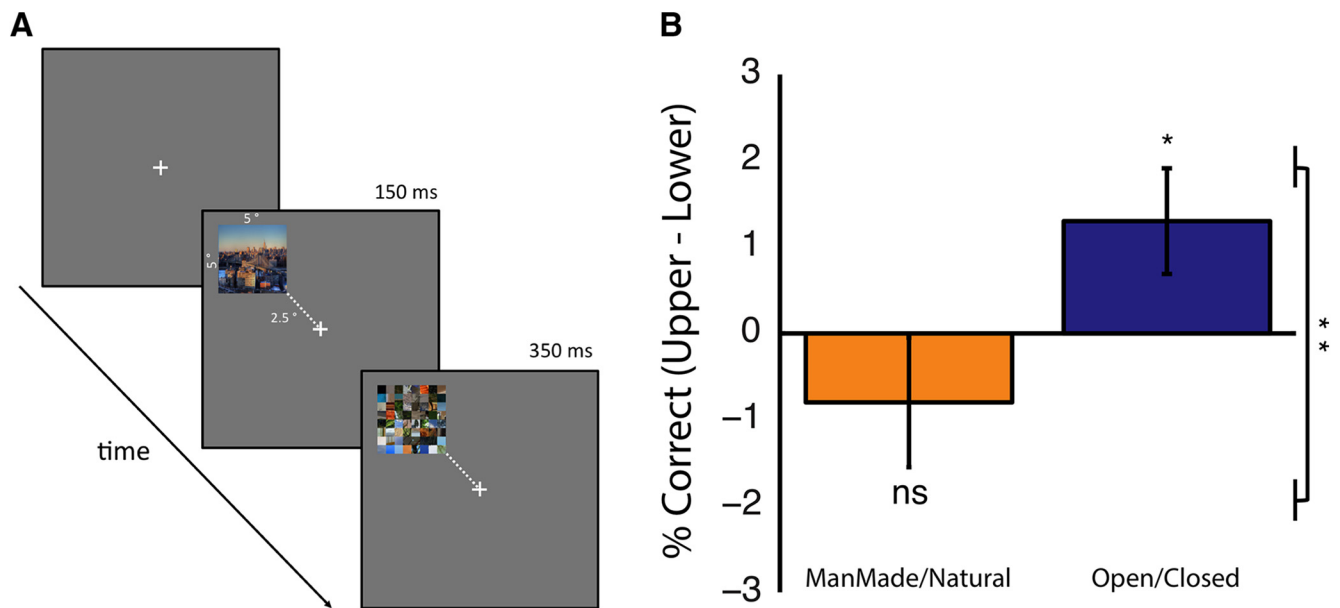 A
150 ms
5 °
5 °
2.5 °
350 ms
time
B
% Correct (Upper - Lower)
3
2
1
0
−1
−2
−3
*
ns
* *
ManMade/Natural
Open/Closed